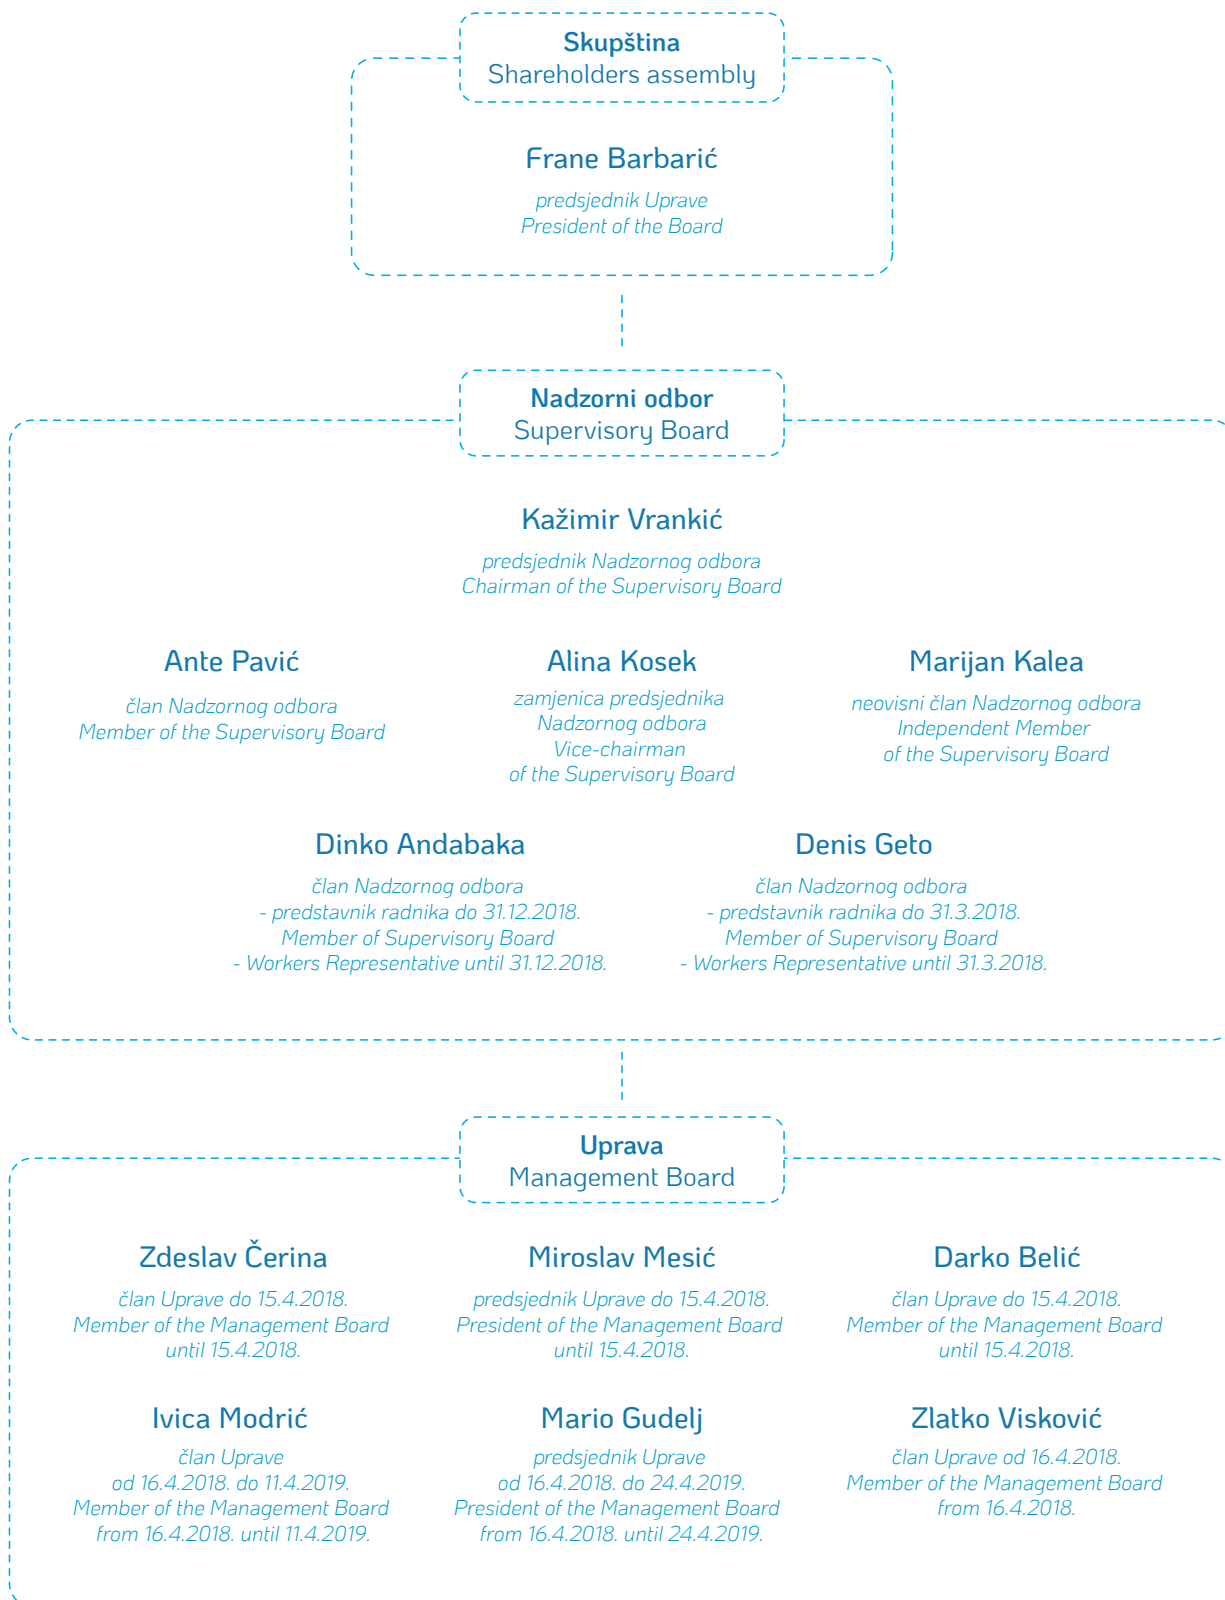 Skupština
Shareholders assembly
Frane Barbarić
predsjednik Uprave
President of the Board
Nadzorni odbor
Supervisory Board
Kažimir Vrankić
predsjednik Nadzornog odbora
Chairman of the Supervisory Board
Ante Pavić
član Nadzornog odbora
Member of the Supervisory Board
Alina Kosek
zamjenica predsjednika
Nadzornog odbora
Vice-chairman
of the Supervisory Board
Marijan Kalea
neovisni član Nadzornog odbora
Independent Member
of the Supervisory Board
Dinko Andabaka
član Nadzornog odbora
- predstavnik radnika do 31.12.2018.
Member of Supervisory Board
- Workers Representative until 31.12.2018.
Denis Geto
član Nadzornog odbora
- predstavnik radnika do 31.3.2018.
Member of Supervisory Board
- Workers Representative until 31.3.2018.
Uprava
Management Board
Zdeslav Čerina
član Uprave do 15.4.2018.
Member of the Management Board
until 15.4.2018.
Miroslav Mesić
predsjednik Uprave do 15.4.2018.
President of the Management Board
until 15.4.2018.
Darko Belić
član Uprave do 15.4.2018.
Member of the Management Board
until 15.4.2018.
Ivica Modrić
član Uprave
od 16.4.2018. do 11.4.2019.
Member of the Management Board
from 16.4.2018. until 11.4.2019.
Mario Gudelj
predsjednik Uprave
od 16.4.2018. do 24.4.2019.
President of the Management Board
from 16.4.2018. until 24.4.2019.
Zlatko Visković
član Uprave od 16.4.2018.
Member of the Management Board
from 16.4.2018.